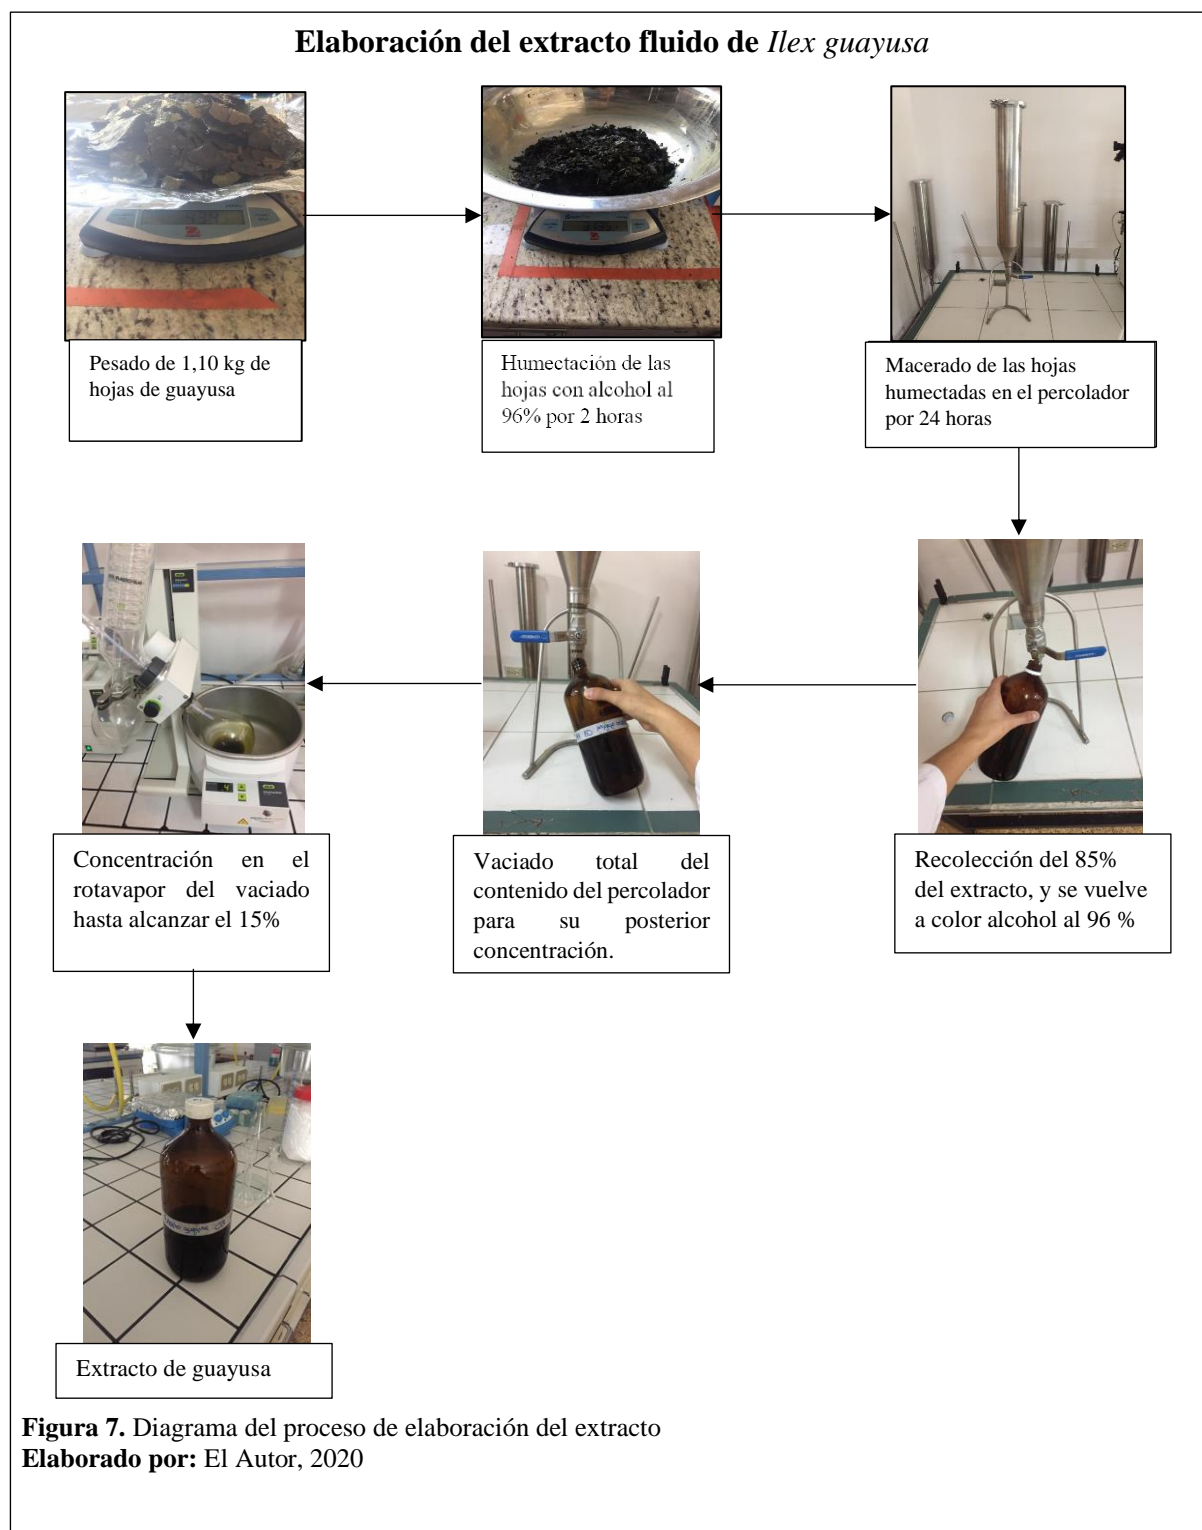 Elaboración del extracto fluido de Ilex guayusa
Pesado de 1,10 kg de
hojas de guayusa
Humectación de las
hojas con alcohol al
96% por 2 horas
Macerado de las hojas
humectadas en el percolador
por 24 horas
Concentración en el
rotavapor del vaciado
hasta alcanzar el 15%
Vaciado total del
contenido del percolador
para su posterior
concentración.
Recolección del 85%
del extracto, y se vuelve
a color alcohol al 96 %
Extracto de guayusa
Figura 7. Diagrama del proceso de elaboración del extracto
Elaborado por: El Autor, 2020